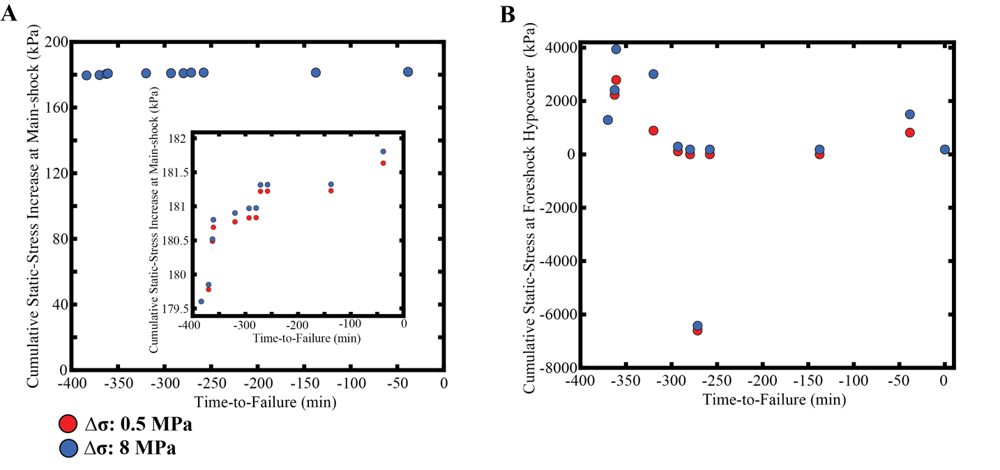 A
Cumulative Static-Stress Increase at Main-shock (kPa)
200
160
120
80
40
0
-400 -350 -300 -250 -200 -150 -100 -50 0
Time-to-Failure (min)
Cumulative Static-Stress Increase at Main-shock (kPa)
182
181.5
181
180.5
180
179.5
-400 -300 -200 -100 0
Time-to-Failure (min)
Δσ: 0.5 MPa
Δσ: 8 MPa
B
Cumulative Static-Stress at Foreshock Hypocenter (kPa)
4000
2000
0
-2000
-4000
-6000
-8000
-400 -350 -300 -250 -200 -150 -100 -50 0
Time-to-Failure (min)